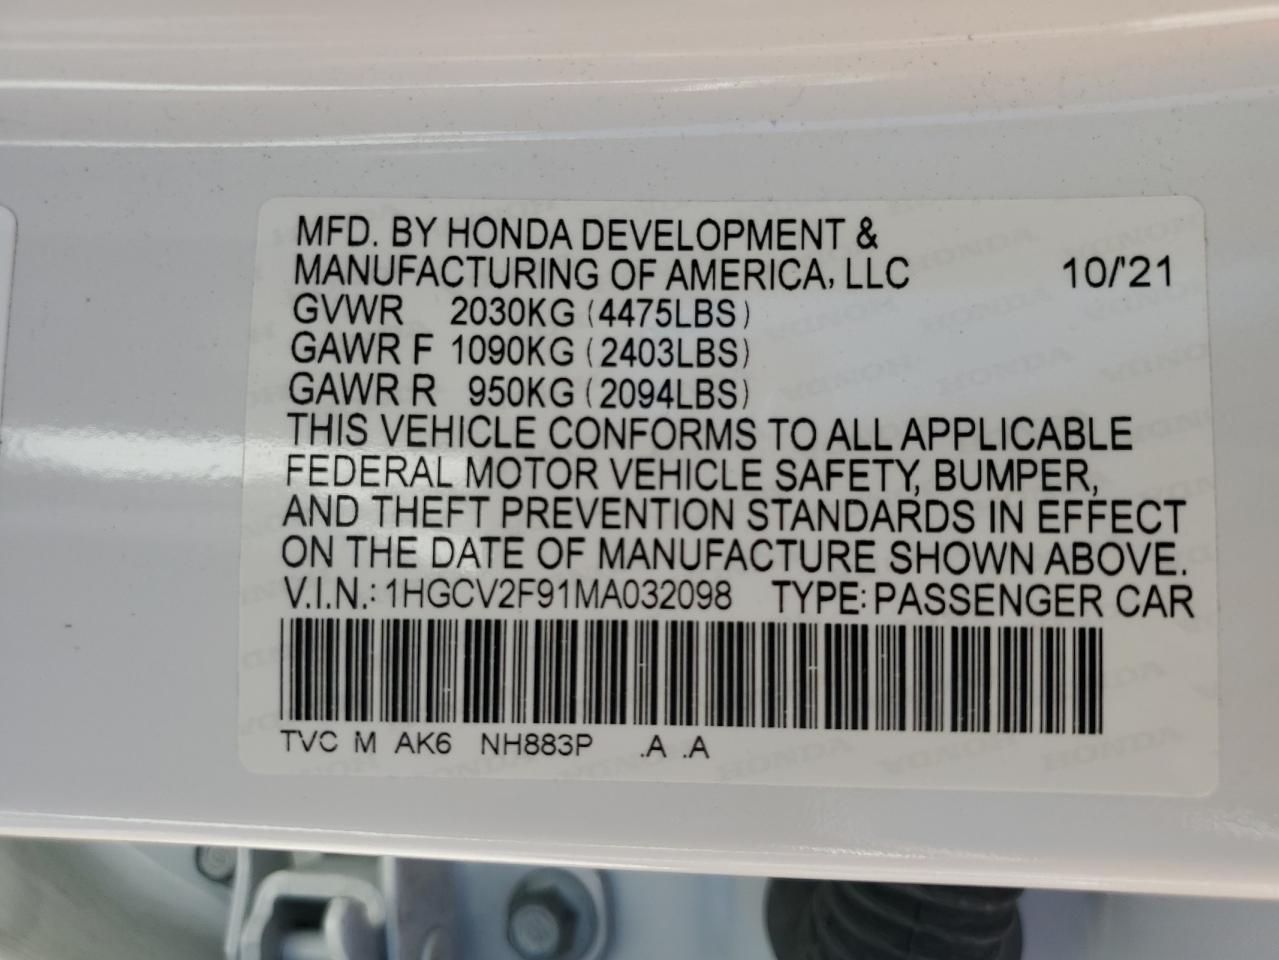 MFD. BY HONDA DEVELOPMENT &
MANUFACTURING OF AMERICA, LLC 10/'21
GVWR 2030KG (4475LBS)
GAWR F 1090KG (2403LBS)
GAWR R 950KG (2094LBS)
THIS VEHICLE CONFORMS TO ALL APPLICABLE
FEDERAL MOTOR VEHICLE SAFETY, BUMPER,
AND THEFT PREVENTION STANDARDS IN EFFECT
ON THE DATE OF MANUFACTURE SHOWN ABOVE.
V.I.N.: 1HGCV2F91MA032098 TYPE: PASSENGER CAR
TVC M AK6 NH883P .A .A